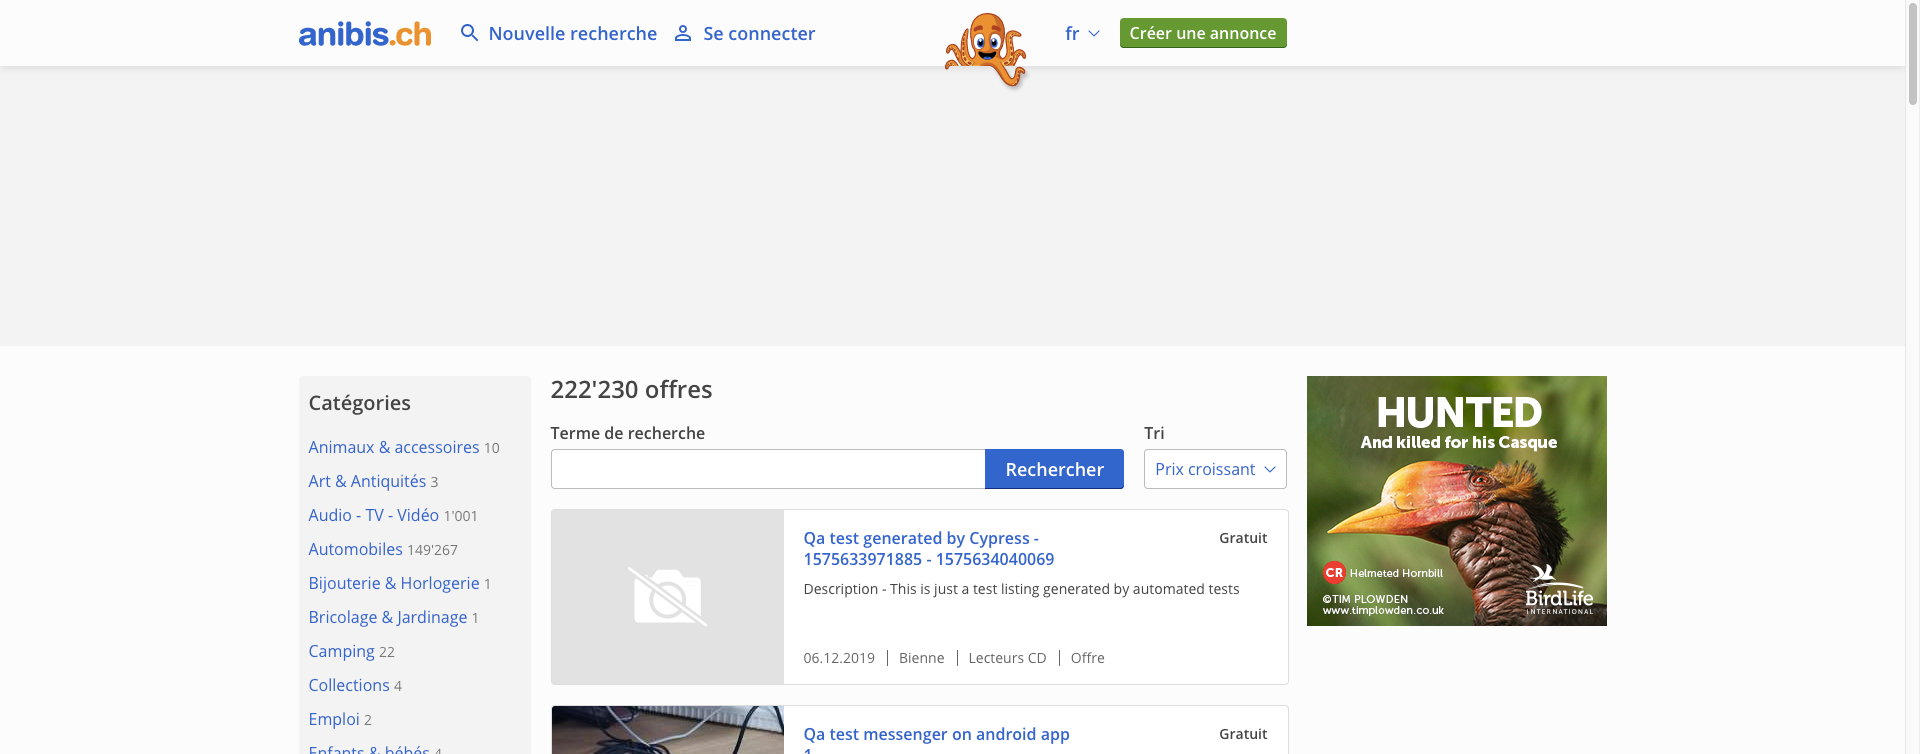 anibis.ch
Nouvelle recherche
Se connecter
fr
Créer une annonce
Catégories
Animaux & accessoires 10
Art & Antiquités 3
Audio - TV - Vidéo 1'001
Automobiles 149'267
Bijouterie & Horlogerie 1
Bricolage & Jardinage 1
Camping 22
Collections 4
Emploi 2
Enfants & bébés 4
222'230 offres
Terme de recherche
Rechercher
Tri
Prix croissant
Qa test generated by Cypress -
1575633971885 - 1575634040069
Gratuit
Description - This is just a test listing generated by automated tests
06.12.2019 | Bienne | Lecteurs CD | Offre
Qa test messenger on android app
1
Gratuit
HUNTED
And killed for his Casque
CR Helmeted Hornbill
©TIM PLOWDEN
www.timplowden.co.uk
BirdLife
INTERNATIONAL